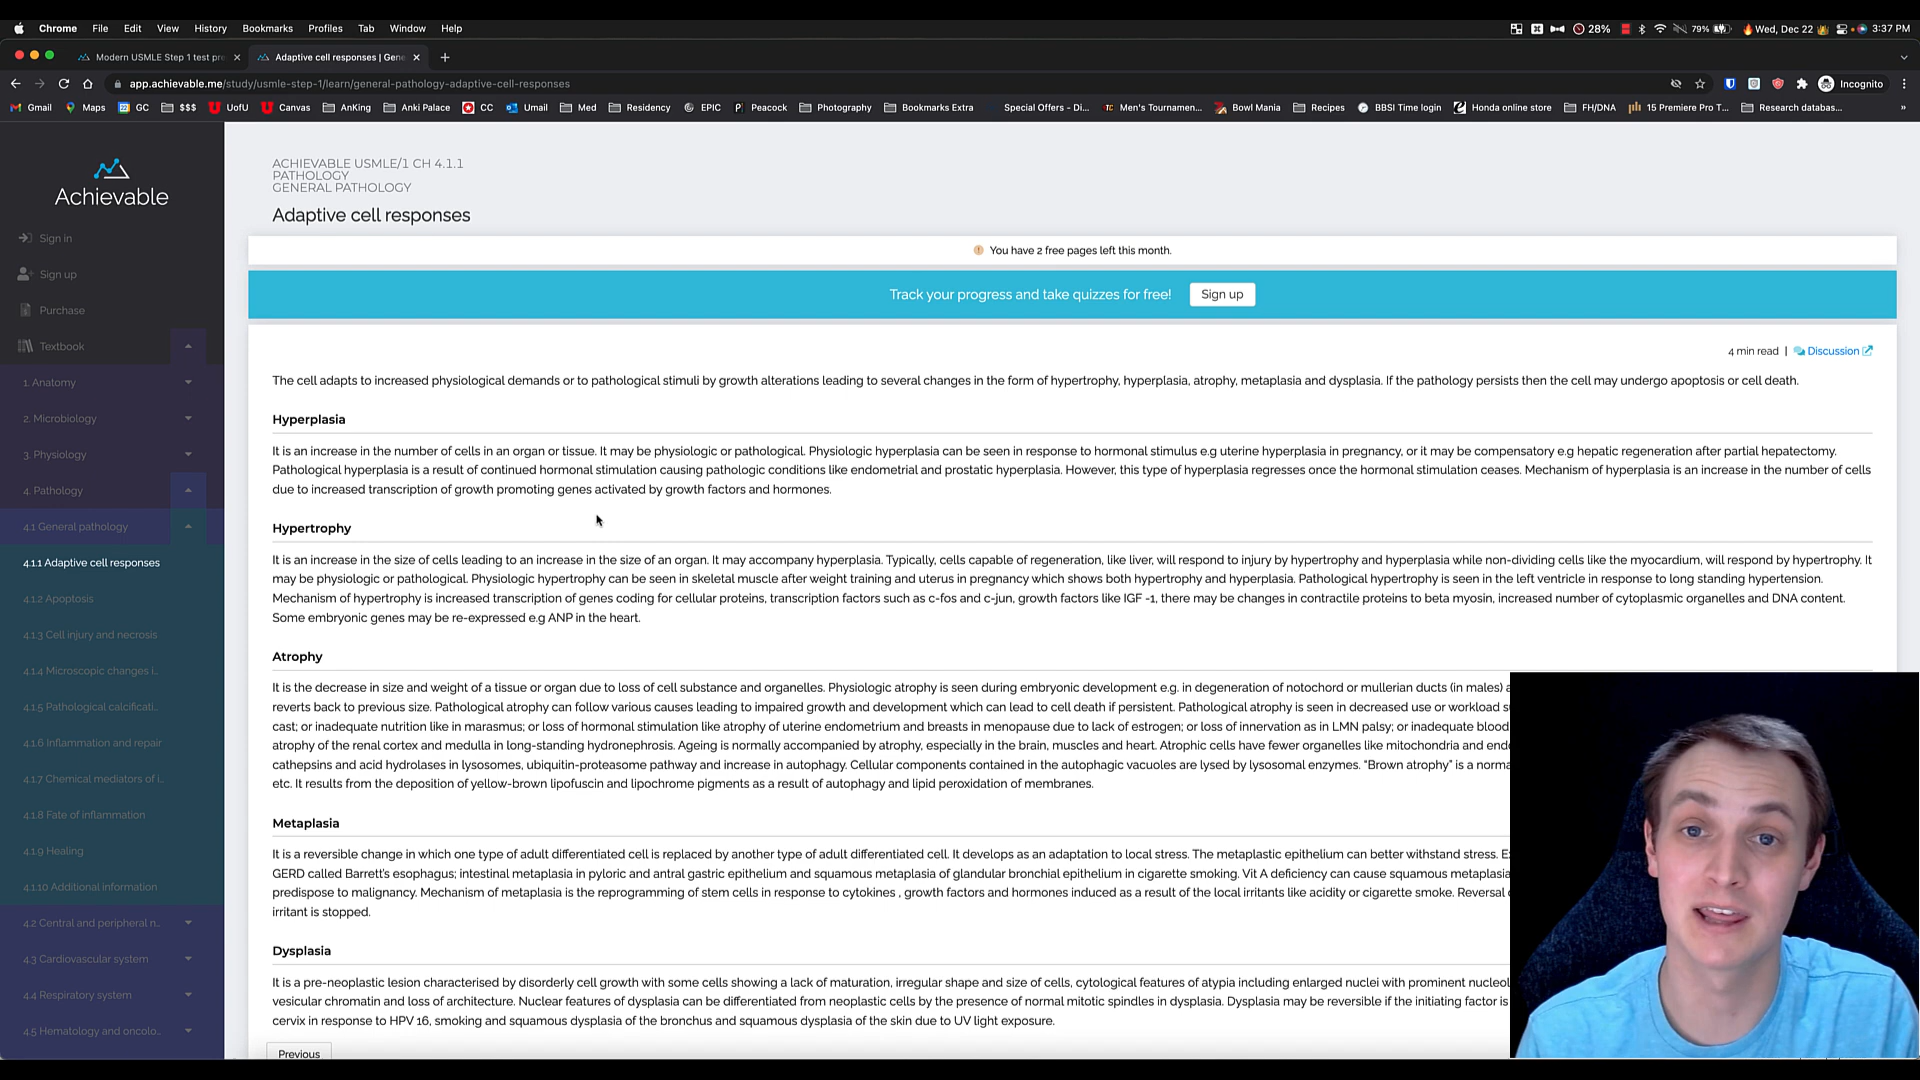 Chrome File Edit View History Bookmarks Profiles Tab Window Help 28% 79% Wed, Dec 22 3:37 PM
Modern USMLE Step 1 test pr Adaptive cell responses | Gene
app.achievable.me/study/usmle-step-1/learn/general-pathology-adaptive-cell-responses Incognito
Gmail Maps GC $$$ UofU Canvas AnKing Anki Palace CC Umail Med Residency EPIC Peacock Photography Bookmarks Extra Special Offers - Di... Men's Tournamen... Bowl Mania Recipes BBSI Time login Honda online store FH/DNA 15 Premiere Pro T... Research databas... »
Achievable
Sign in
Sign up
Purchase
Textbook
1. Anatomy
2. Microbiology
3. Physiology
4. Pathology
4.1 General pathology
4.1.1 Adaptive cell responses
4.1.2 Apoptosis
4.1.3 Cell injury and necrosis
4.1.4 Microscopic changes i..
4.1.5 Pathological calcificati..
4.1.6 Inflammation and repair
4.1.7 Chemical mediators of i..
4.1.8 Fate of inflammation
4.1.9 Healing
4.1.10 Additional information
4.2 Central and peripheral n..
4.3 Cardiovascular system
4.4 Respiratory system
4.5 Hematology and oncolo..
ACHIEVABLE USMLE/1 CH 4.1.1
PATHOLOGY
GENERAL PATHOLOGY
Adaptive cell responses
You have 2 free pages left this month.
Track your progress and take quizzes for free! Sign up
4 min read | Discussion
The cell adapts to increased physiological demands or to pathological stimuli by growth alterations leading to several changes in the form of hypertrophy, hyperplasia, atrophy, metaplasia and dysplasia. If the pathology persists then the cell may undergo apoptosis or cell death.
Hyperplasia
It is an increase in the number of cells in an organ or tissue. It may be physiologic or pathological. Physiologic hyperplasia can be seen in response to hormonal stimulus e.g uterine hyperplasia in pregnancy, or it may be compensatory e.g hepatic regeneration after partial hepatectomy.
Pathological hyperplasia is a result of continued hormonal stimulation causing pathologic conditions like endometrial and prostatic hyperplasia. However, this type of hyperplasia regresses once the hormonal stimulation ceases. Mechanism of hyperplasia is an increase in the number of cells
due to increased transcription of growth promoting genes activated by growth factors and hormones.
Hypertrophy
It is an increase in the size of cells leading to an increase in the size of an organ. It may accompany hyperplasia. Typically, cells capable of regeneration, like liver, will respond to injury by hypertrophy and hyperplasia while non-dividing cells like the myocardium, will respond by hypertrophy. It
may be physiologic or pathological. Physiologic hypertrophy can be seen in skeletal muscle after weight training and uterus in pregnancy which shows both hypertrophy and hyperplasia. Pathological hypertrophy is seen in the left ventricle in response to long standing hypertension.
Mechanism of hypertrophy is increased transcription of genes coding for cellular proteins, transcription factors such as c-fos and c-jun, growth factors like IGF -1, there may be changes in contractile proteins to beta myosin, increased number of cytoplasmic organelles and DNA content.
Some embryonic genes may be re-expressed e.g ANP in the heart.
Atrophy
It is the decrease in size and weight of a tissue or organ due to loss of cell substance and organelles. Physiologic atrophy is seen during embryonic development e.g. in degeneration of notochord or mullerian ducts (in males)
reverts back to previous size. Pathological atrophy can follow various causes leading to impaired growth and development which can lead to cell death if persistent. Pathological atrophy is seen in decreased use or workload
cast; or inadequate nutrition like in marasmus; or loss of hormonal stimulation like atrophy of uterine endometrium and breasts in menopause due to lack of estrogen; or loss of innervation as in LMN palsy; or inadequate blood
atrophy of the renal cortex and medulla in long-standing hydronephrosis. Ageing is normally accompanied by atrophy, especially in the brain, muscles and heart. Atrophic cells have fewer organelles like mitochondria and
cathepsins and acid hydrolases in lysosomes, ubiquitin-proteasome pathway and increase in autophagy. Cellular components contained in the autophagic vacuoles are lysed by lysosomal enzymes. "Brown atrophy" is a
etc. It results from the deposition of yellow-brown lipofuscin and lipochrome pigments as a result of autophagy and lipid peroxidation of membranes.
Metaplasia
It is a reversible change in which one type of adult differentiated cell is replaced by another type of adult differentiated cell. It develops as an adaptation to local stress. The metaplastic epithelium can better withstand stress.
GERD called Barrett's esophagus; intestinal metaplasia in pyloric and antral gastric epithelium and squamous metaplasia of glandular bronchial epithelium in cigarette smoking. Vit A deficiency can cause squamous metaplasia
predispose to malignancy. Mechanism of metaplasia is the reprogramming of stem cells in response to cytokines , growth factors and hormones induced as a result of the local irritants like acidity or cigarette smoke. Reversal
irritant is stopped.
Dysplasia
It is a pre-neoplastic lesion characterised by disorderly cell growth with some cells showing a lack of maturation, irregular shape and size of cells, cytological features of atypia including enlarged nuclei with prominent
vesicular chromatin and loss of architecture. Nuclear features of dysplasia can be differentiated from neoplastic cells by the presence of normal mitotic spindles in dysplasia. Dysplasia may be reversible if the initiating factor is
cervix in response to HPV 16, smoking and squamous dysplasia of the bronchus and squamous dysplasia of the skin due to UV light exposure.
Previous